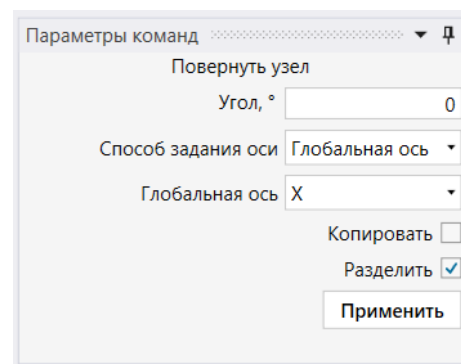 Параметры команд
Повернуть узел
Угол, ° 0
Способ задания оси Глобальная ось
Глобальная ось X
Копировать
Разделить
Применить